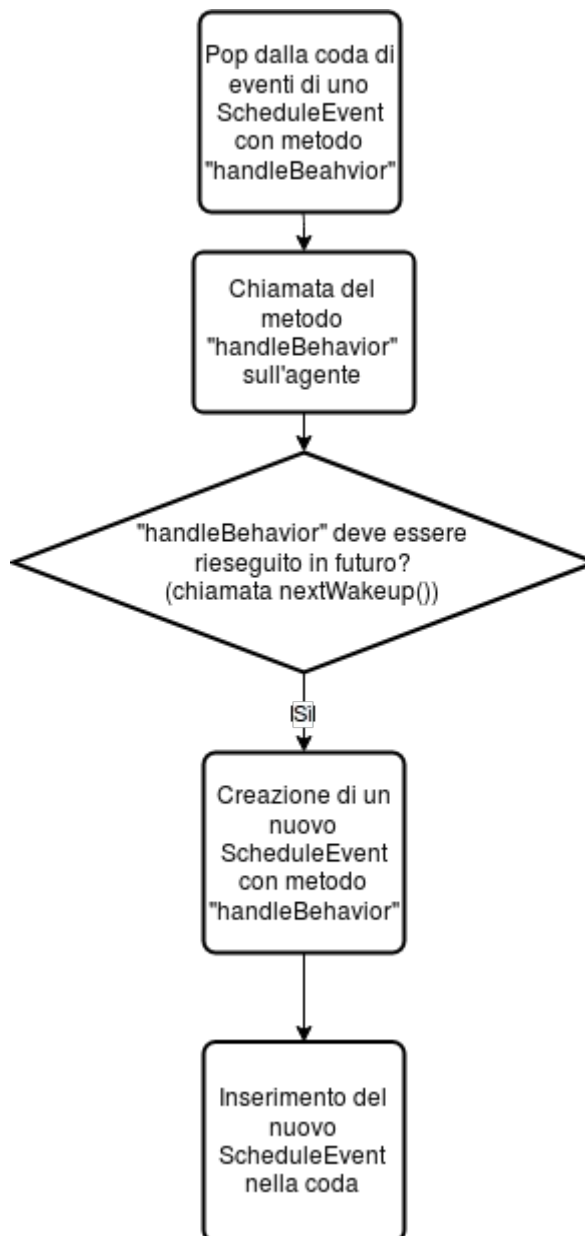 Pop dalla coda di
eventi di uno
ScheduleEvent
con metodo
"handleBeahvior"
Chiamata del
metodo
"handleBehavior"
sull'agente
"handleBehavior" deve essere
rieseguito in futuro?
(chiamata nextWakeup())
Si
Creazione di un
nuovo
ScheduleEvent
con metodo
"handleBehavior"
Inserimento del
nuovo
ScheduleEvent
nella coda